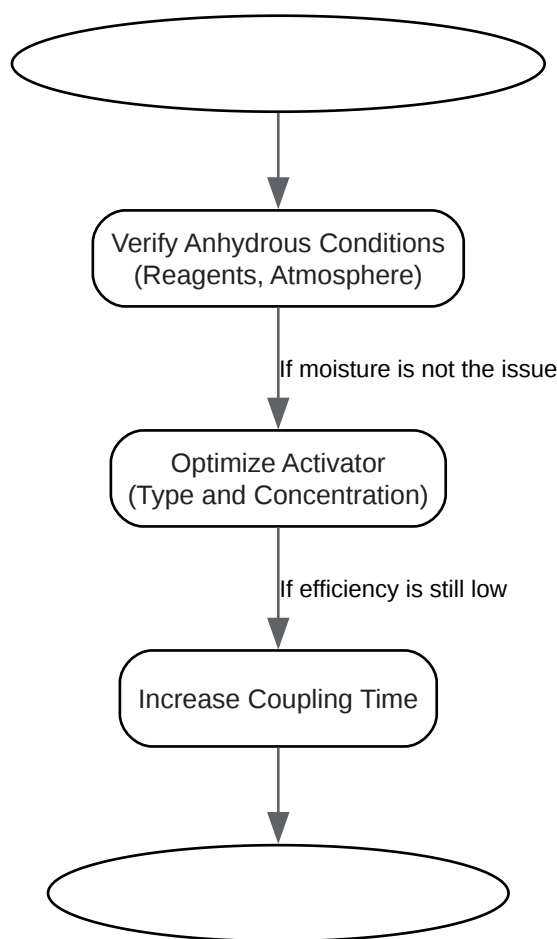 Verify Anhydrous Conditions
(Reagents, Atmosphere)
If moisture is not the issue
Optimize Activator
(Type and Concentration)
If efficiency is still low
Increase Coupling Time